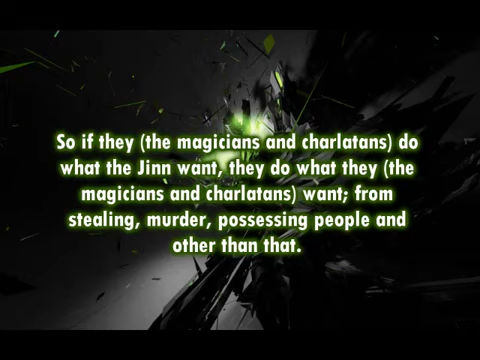 So if they (the magicians and charlatans) do
what the Jinn want, they do what they (the
magicians and charlatans) want; from
stealing, murder, possessing people and
other than that.